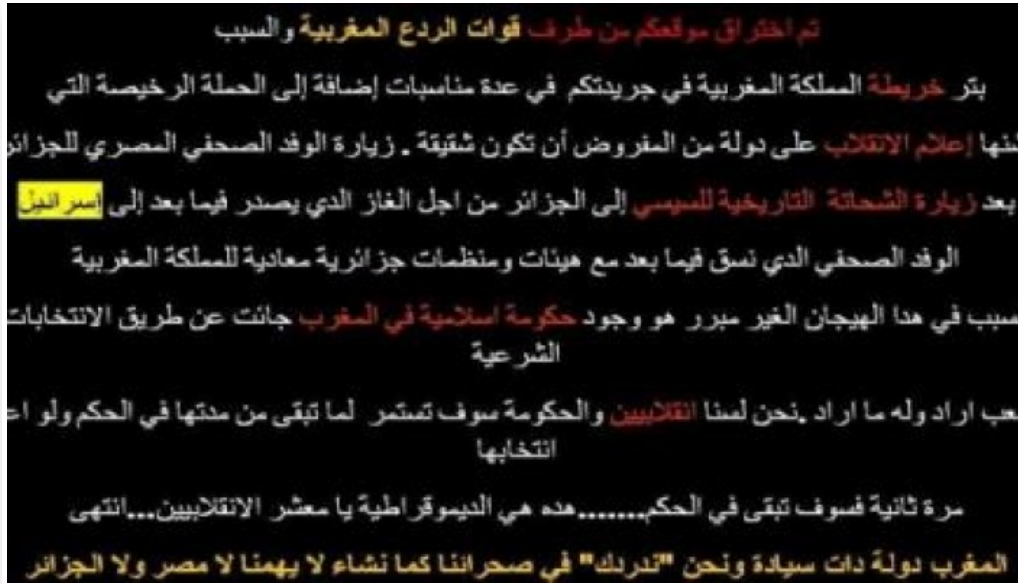 تم اختراق موقعكم من طرف قوات الردع المغربية والسبب
بتر خريطة المملكة المغربية في جريدتكم في عدة مناسبات إضافة إلى الحملة الرخيصة التي
شنها إعلام الانقلاب على دولة من المفروض أن تكون شقيقة . زيارة الوفد الصحفي المصري للجزائر
بعد زيارة الشحاتة التاريخية للسيسي إلى الجزائر من اجل الغاز الدي يصدر فيما بعد إلى إسرائيل
الوفد الصحفي الدي نسق فيما بعد مع هيئات ومنظمات جزائرية معادية للمملكة المغربية
سبب في هدا الهيجان الغير مبرر هو وجود حكومة اسلامية في المغرب جائت عن طريق الانتخابات
الشرعية
اراد وله ما اراد .نحن لسنا انقلابيين والحكومة سوف تستمر لما تبقى من مدتها في الحكم ولو
انتخابها
مرة ثانية فسوف تبقى في الحكم.......هده هي الديموقراطية يا معشر الانقلابيين...انتهى
المغرب دولة دات سيادة ونحن "ندردك" في صحرائنا كما نشاء لا يهمنا لا مصر ولا الجزائر